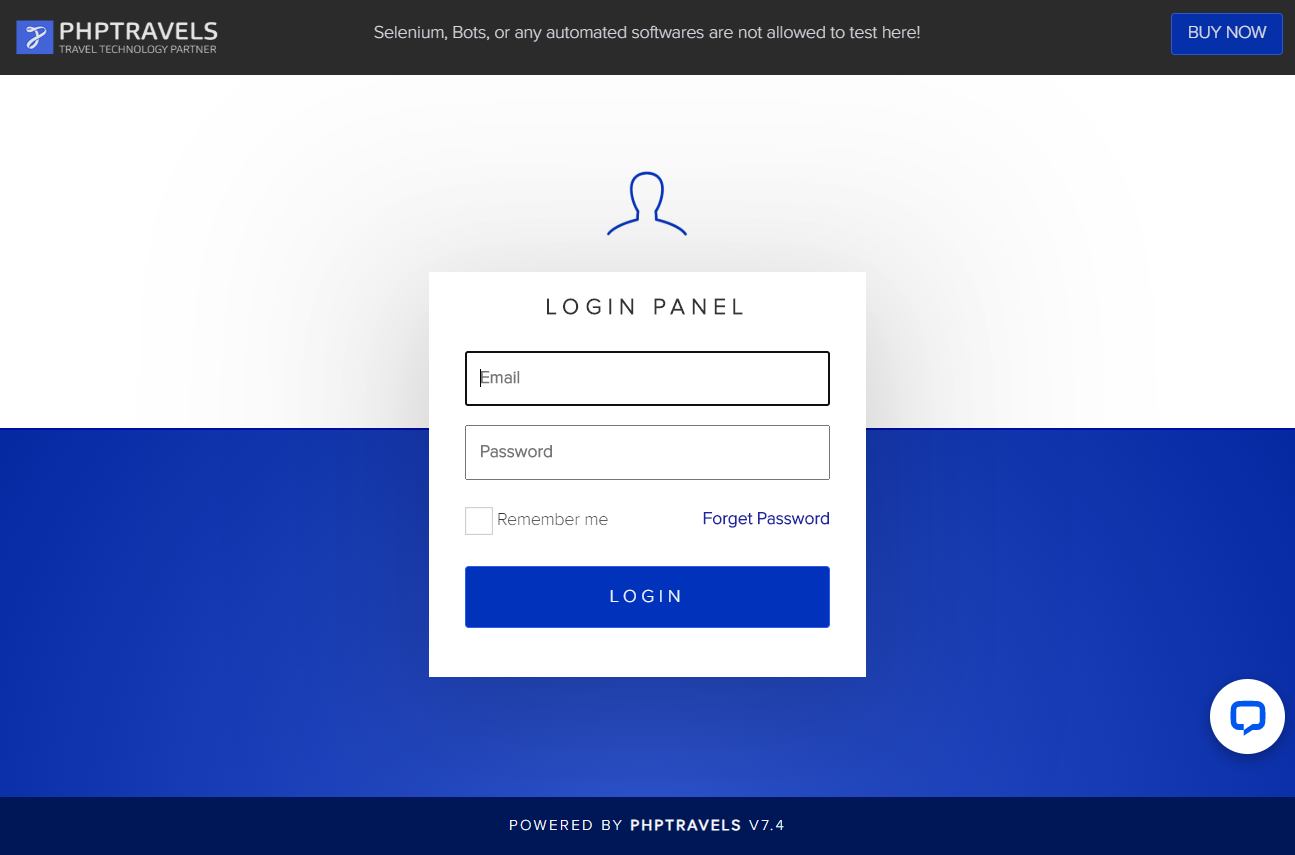 PHPTRAVELS
TRAVEL TECHNOLOGY PARTNER
Selenium, Bots, or any automated softwares are not allowed to test here!
BUY NOW
LOGIN PANEL
Email
Password
Remember me
Forget Password
LOGIN
POWERED BY PHPTRAVELS V7.4